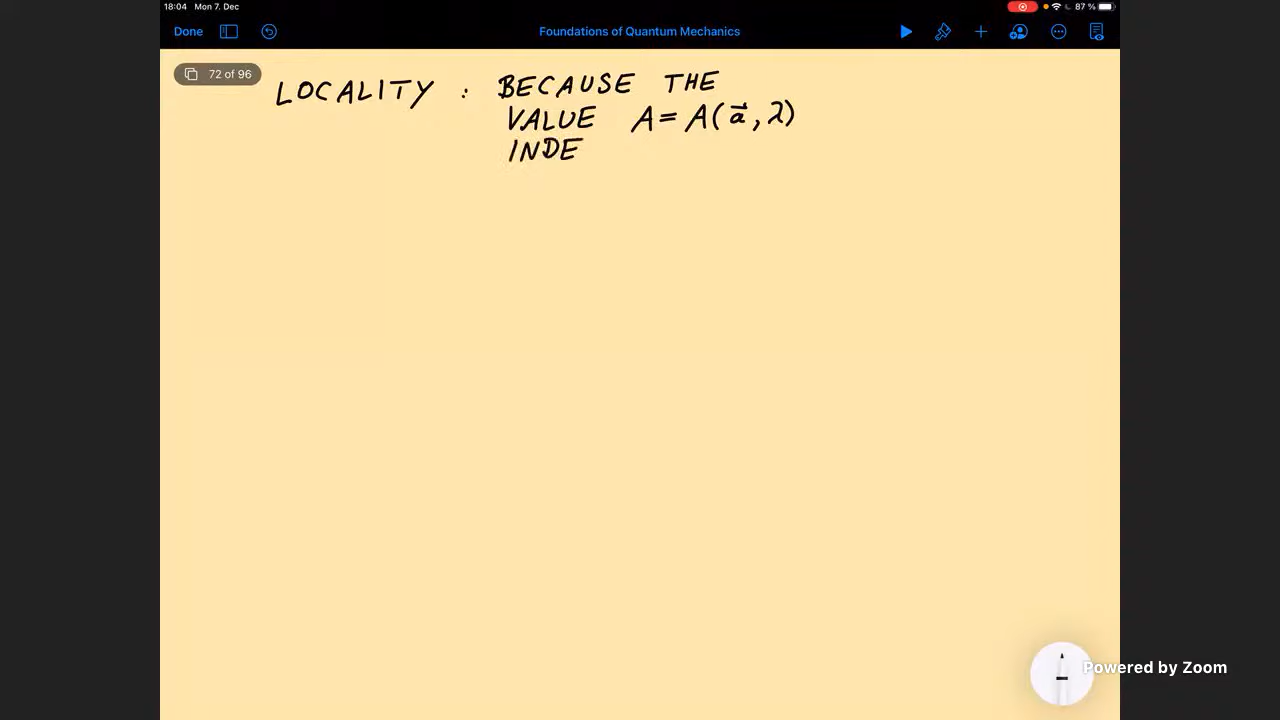 18:04 Mon 7. Dec 87 %
Done Foundations of Quantum Mechanics
72 of 96
LOCALITY : BECAUSE THE
VALUE A = A(a⃗, λ)
INDE
Powered by Zoom